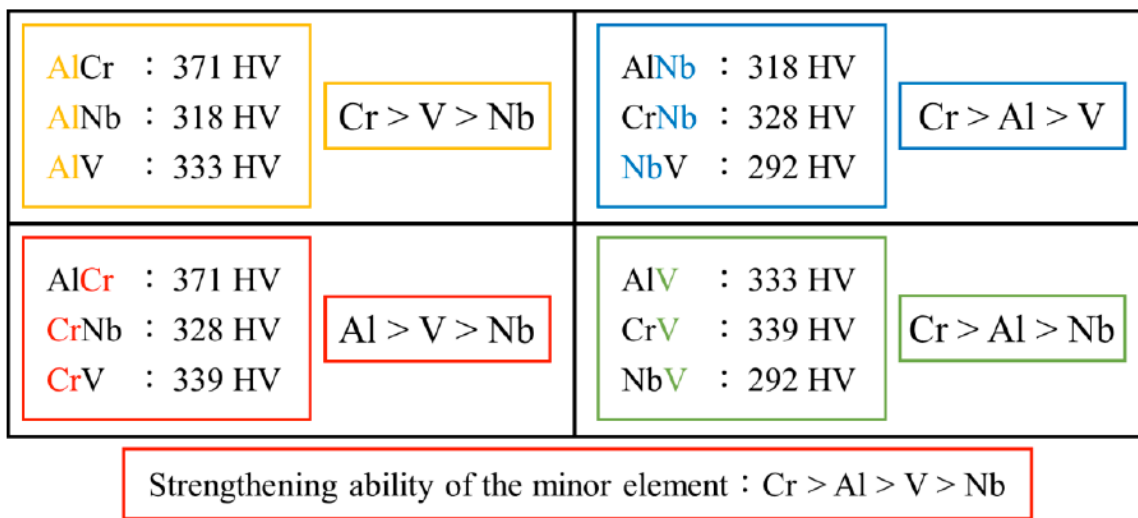 AlCr : 371 HV
AlNb : 318 HV
AlV : 333 HV
Cr > V > Nb
AlNb : 318 HV
CrNb : 328 HV
NbV : 292 HV
Cr > Al > V
AlCr : 371 HV
CrNb : 328 HV
CrV : 339 HV
Al > V > Nb
AlV : 333 HV
CrV : 339 HV
NbV : 292 HV
Cr > Al > Nb
Strengthening ability of the minor element : Cr > Al > V > Nb